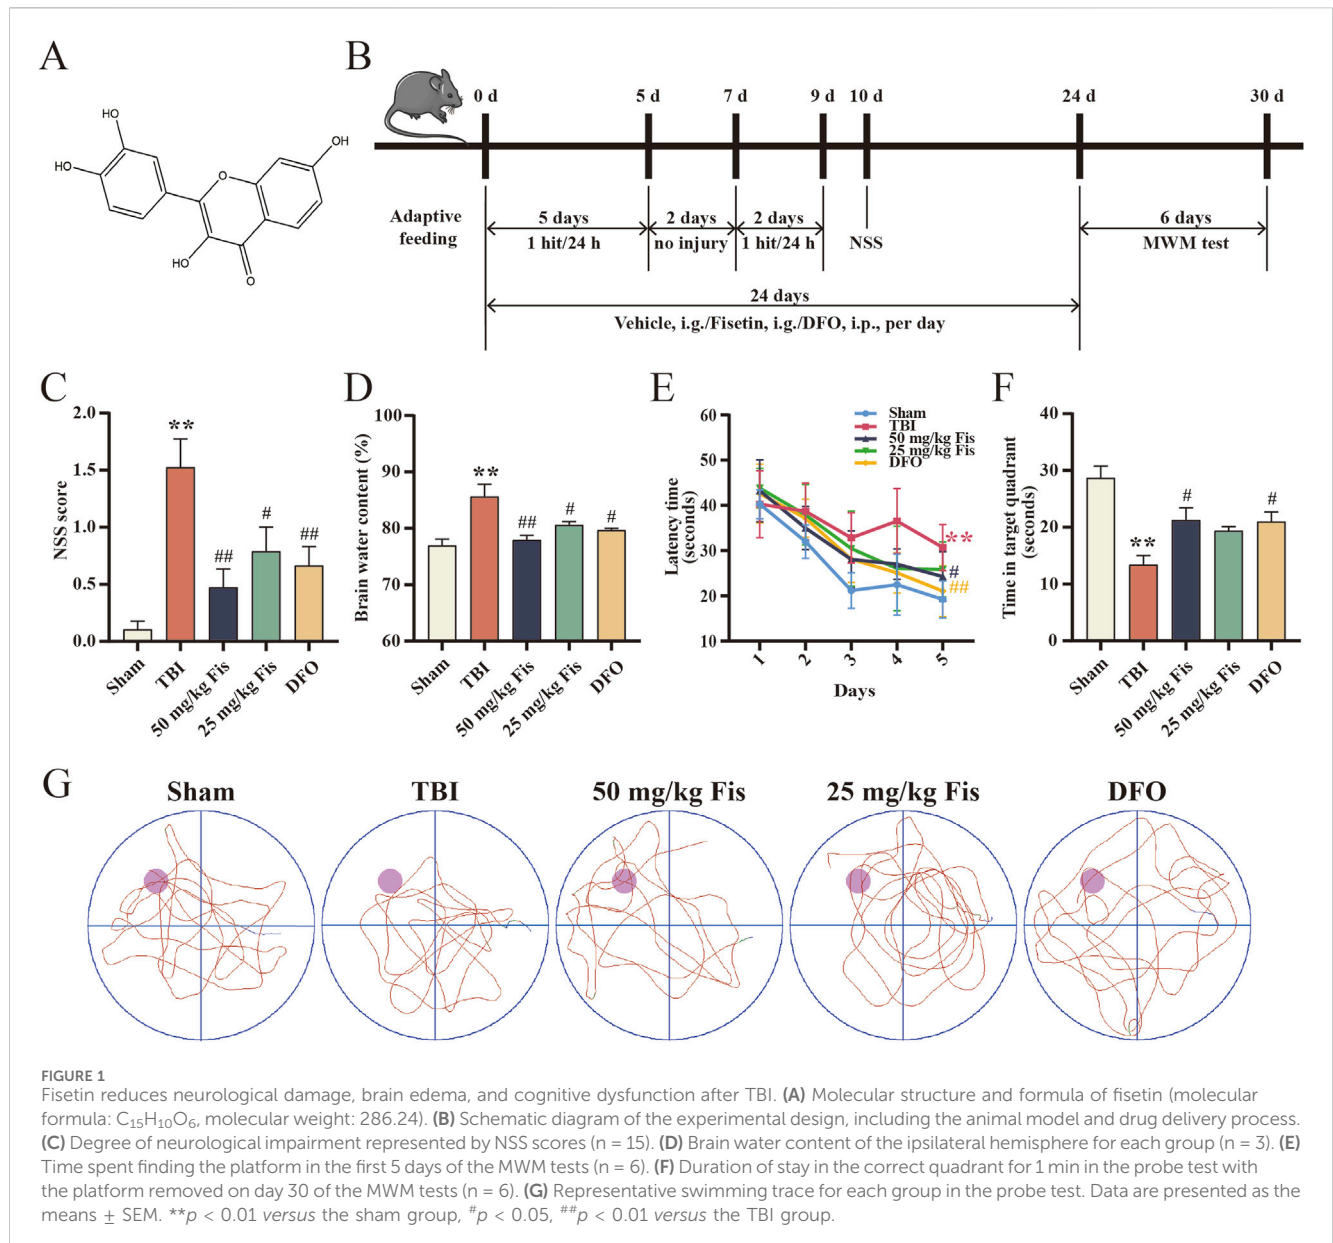 A
HO
HO
OH
O
HO
O
B
0 d
5 d
7 d
9 d
10 d
24 d
30 d
Adaptive
feeding
5 days
1 hit/24 h
2 days
no injury
2 days
1 hit/24 h
NSS
6 days
MWM test
24 days
Vehicle, i.g./Fisetin, i.g./DFO, i.p., per day
C
NSS score
2.0
1.5
1.0
0.5
0.0
**
##
#
##
Sham
TBI
50 mg/kg Fis
25 mg/kg Fis
DFO
D
Brain water content (%)
100
90
80
70
60
**
##
#
#
Sham
TBI
50 mg/kg Fis
25 mg/kg Fis
DFO
E
Latency time
(seconds)
60
50
40
30
20
10
Sham
TBI
50 mg/kg Fis
25 mg/kg Fis
DFO
**
#
##
1
2
3
4
5
Days
F
Time in target quadrant
(seconds)
40
30
20
10
0
**
#
#
Sham
TBI
50 mg/kg Fis
25 mg/kg Fis
DFO
G
Sham
TBI
50 mg/kg Fis
25 mg/kg Fis
DFO
FIGURE 1
Fisetin reduces neurological damage, brain edema, and cognitive dysfunction after TBI. (A) Molecular structure and formula of fisetin (molecular
formula: C₁₅H₁₀O₆, molecular weight: 286.24). (B) Schematic diagram of the experimental design, including the animal model and drug delivery process.
(C) Degree of neurological impairment represented by NSS scores (n = 15). (D) Brain water content of the ipsilateral hemisphere for each group (n = 3). (E)
Time spent finding the platform in the first 5 days of the MWM tests (n = 6). (F) Duration of stay in the correct quadrant for 1 min in the probe test with
the platform removed on day 30 of the MWM tests (n = 6). (G) Representative swimming trace for each group in the probe test. Data are presented as the
means ± SEM. **p < 0.01 versus the sham group, #p < 0.05, ##p < 0.01 versus the TBI group.